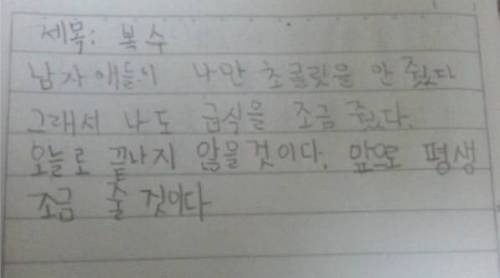 제목: 복수
남자애들이 나만 초콜릿을 안 줬다
그래서 나도 급식을 조금 줬다.
오늘로 끝나지 않을 것이다. 앞으로 평생
조금 줄 것이다